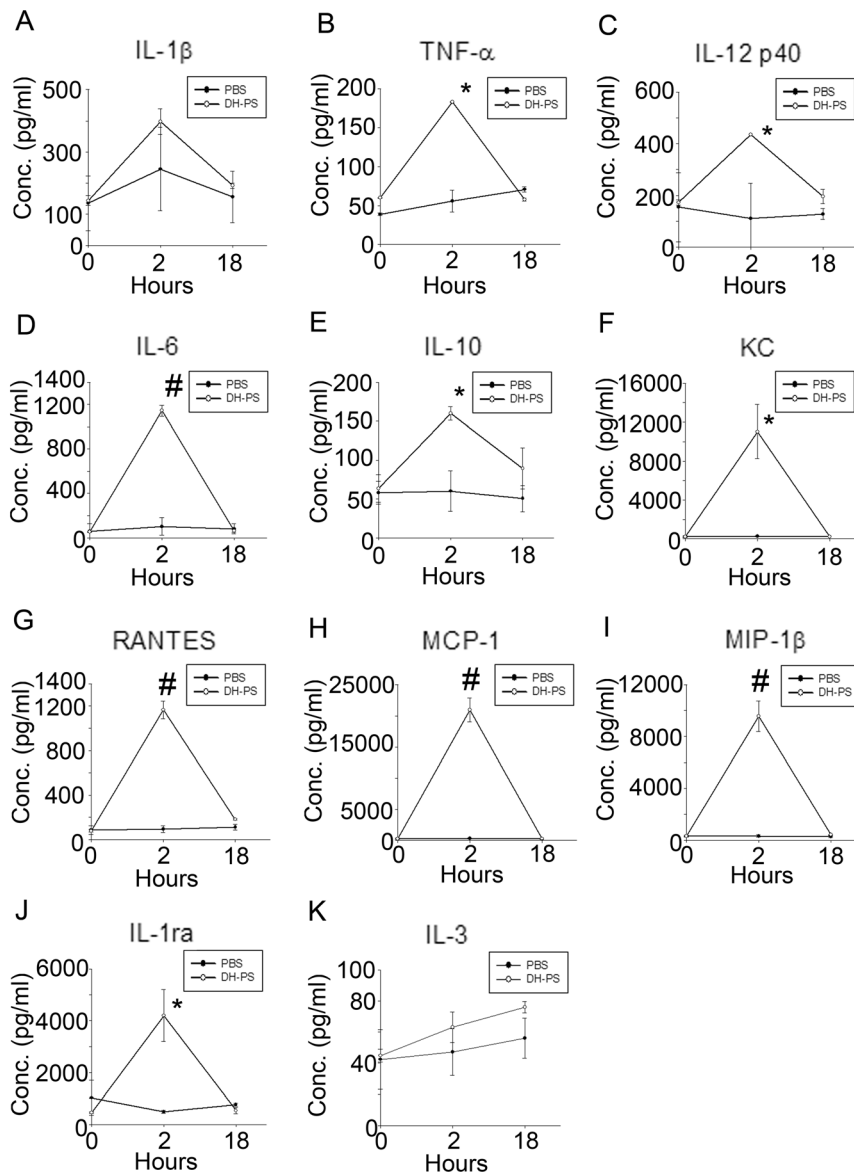 A
IL-1β
Conc. (pg/ml)
500
300
100
0
PBS
DH-PS
0 2 18
Hours
B
TNF-α
Conc. (pg/ml)
200
150
100
50
0
*
PBS
DH-PS
0 2 18
Hours
C
IL-12 p40
Conc. (pg/ml)
600
400
200
0
*
PBS
DH-PS
0 2 18
Hours
D
IL-6
Conc. (pg/ml)
1400
1200
800
400
0
#
PBS
DH-PS
0 2 18
Hours
E
IL-10
Conc. (pg/ml)
200
150
100
50
0
*
PBS
DH-PS
0 2 18
Hours
F
KC
Conc. (pg/ml)
16000
12000
8000
4000
0
*
PBS
DH-PS
0 2 18
Hours
G
RANTES
Conc. (pg/ml)
1400
1200
800
400
0
#
PBS
DH-PS
0 2 18
Hours
H
MCP-1
Conc. (pg/ml)
25000
15000
5000
0
#
PBS
DH-PS
0 2 18
Hours
I
MIP-1β
Conc. (pg/ml)
12000
8000
4000
0
#
PBS
DH-PS
0 2 18
Hours
J
IL-1ra
Conc. (pg/ml)
6000
4000
2000
0
*
PBS
DH-PS
0 2 18
Hours
K
IL-3
Conc. (pg/ml)
100
80
40
0
PBS
DH-PS
0 2 18
Hours